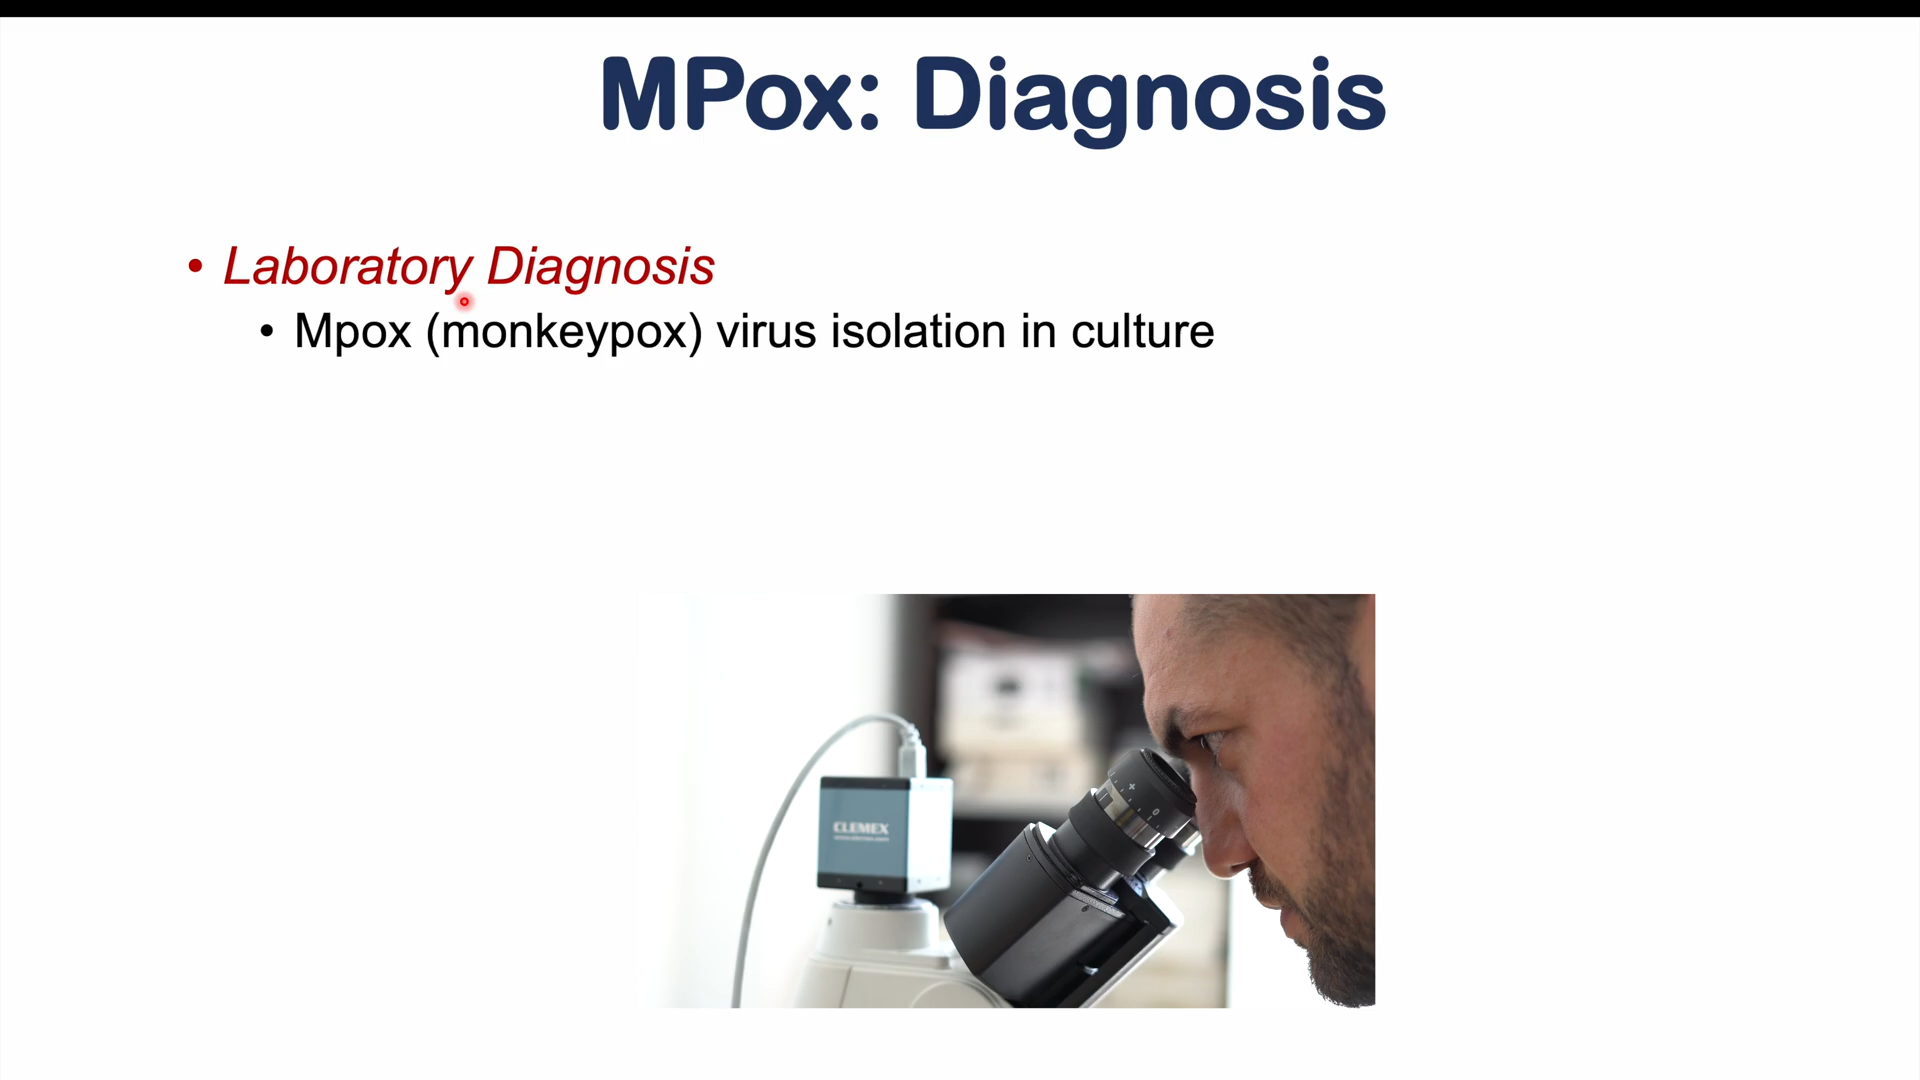 MPox: Diagnosis
• Laboratory Diagnosis
• Mpox (monkeypox) virus isolation in culture
CLEMEX